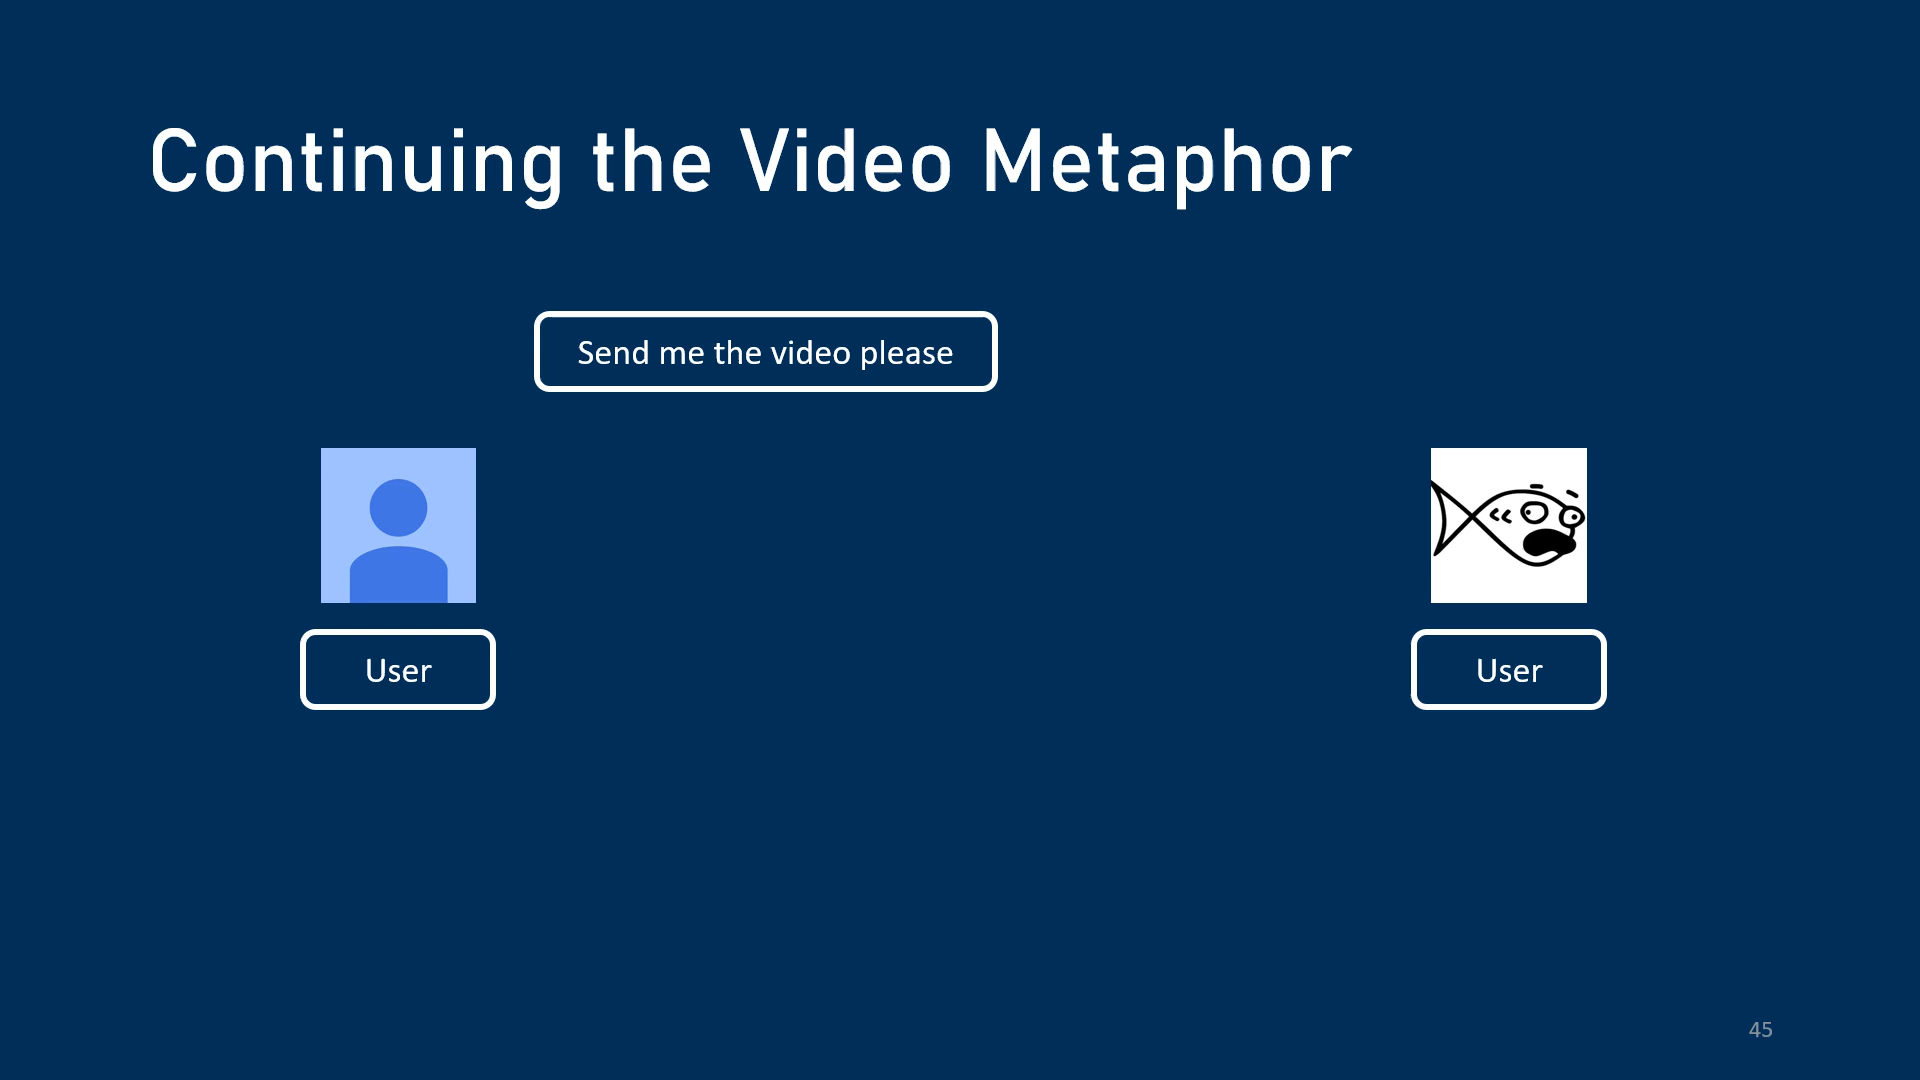 Continuing the Video Metaphor
Send me the video please
User
User
45